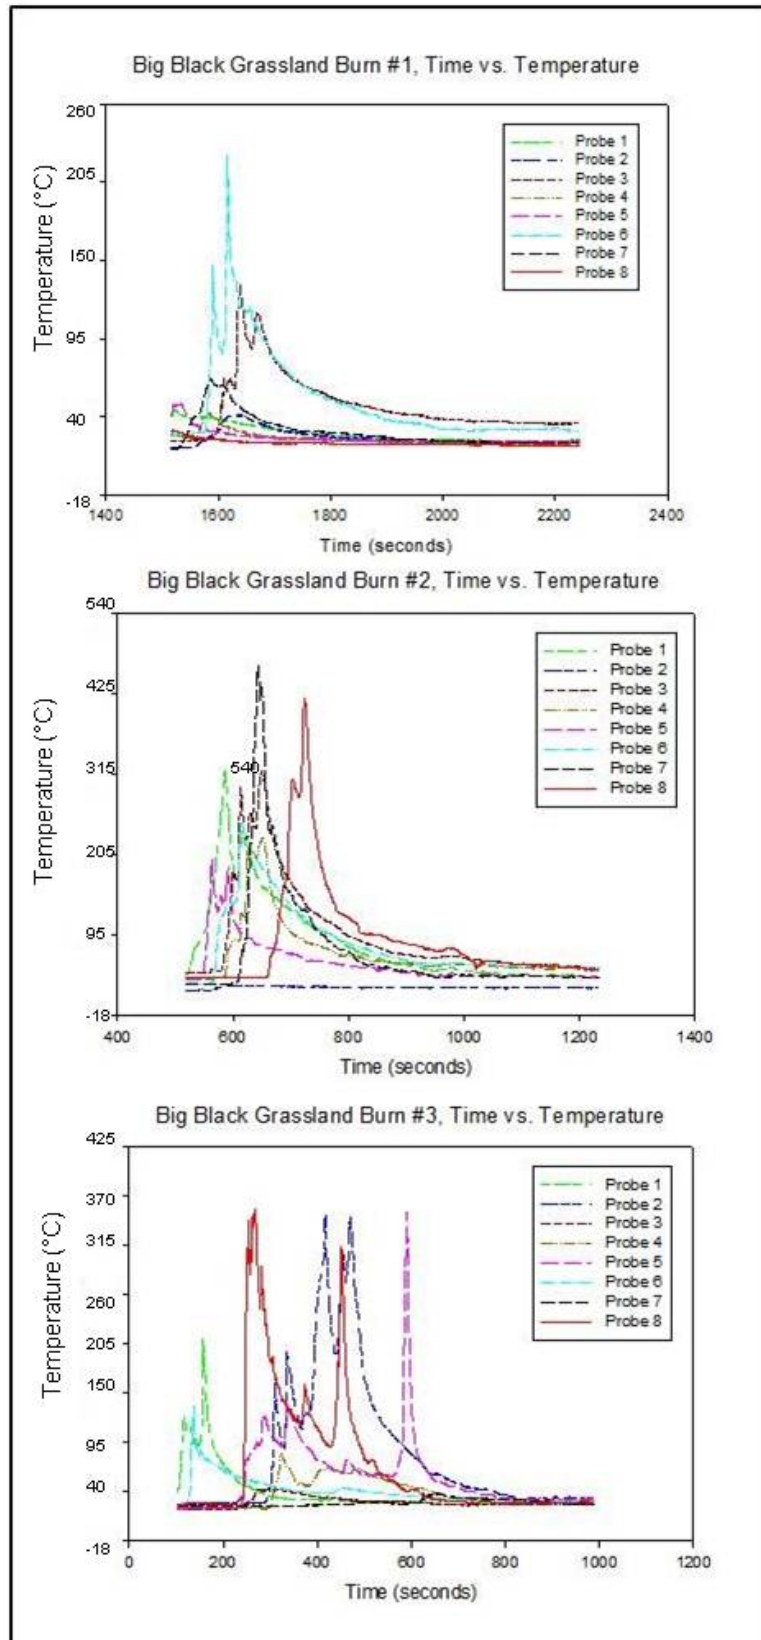 Big Black Grassland Burn #1, Time vs. Temperature
260
205
150
95
40
-18
Temperature (°C)
Probe 1
Probe 2
Probe 3
Probe 4
Probe 5
Probe 6
Probe 7
Probe 8
1400 1600 1800 2000 2200 2400
Time (seconds)
Big Black Grassland Burn #2, Time vs. Temperature
540
425
315
205
95
-18
Temperature (°C)
540
Probe 1
Probe 2
Probe 3
Probe 4
Probe 5
Probe 6
Probe 7
Probe 8
400 600 800 1000 1200 1400
Time (seconds)
Big Black Grassland Burn #3, Time vs. Temperature
425
370
315
260
205
150
95
40
-18
Temperature (°C)
Probe 1
Probe 2
Probe 3
Probe 4
Probe 5
Probe 6
Probe 7
Probe 8
0 200 400 600 800 1000 1200
Time (seconds)